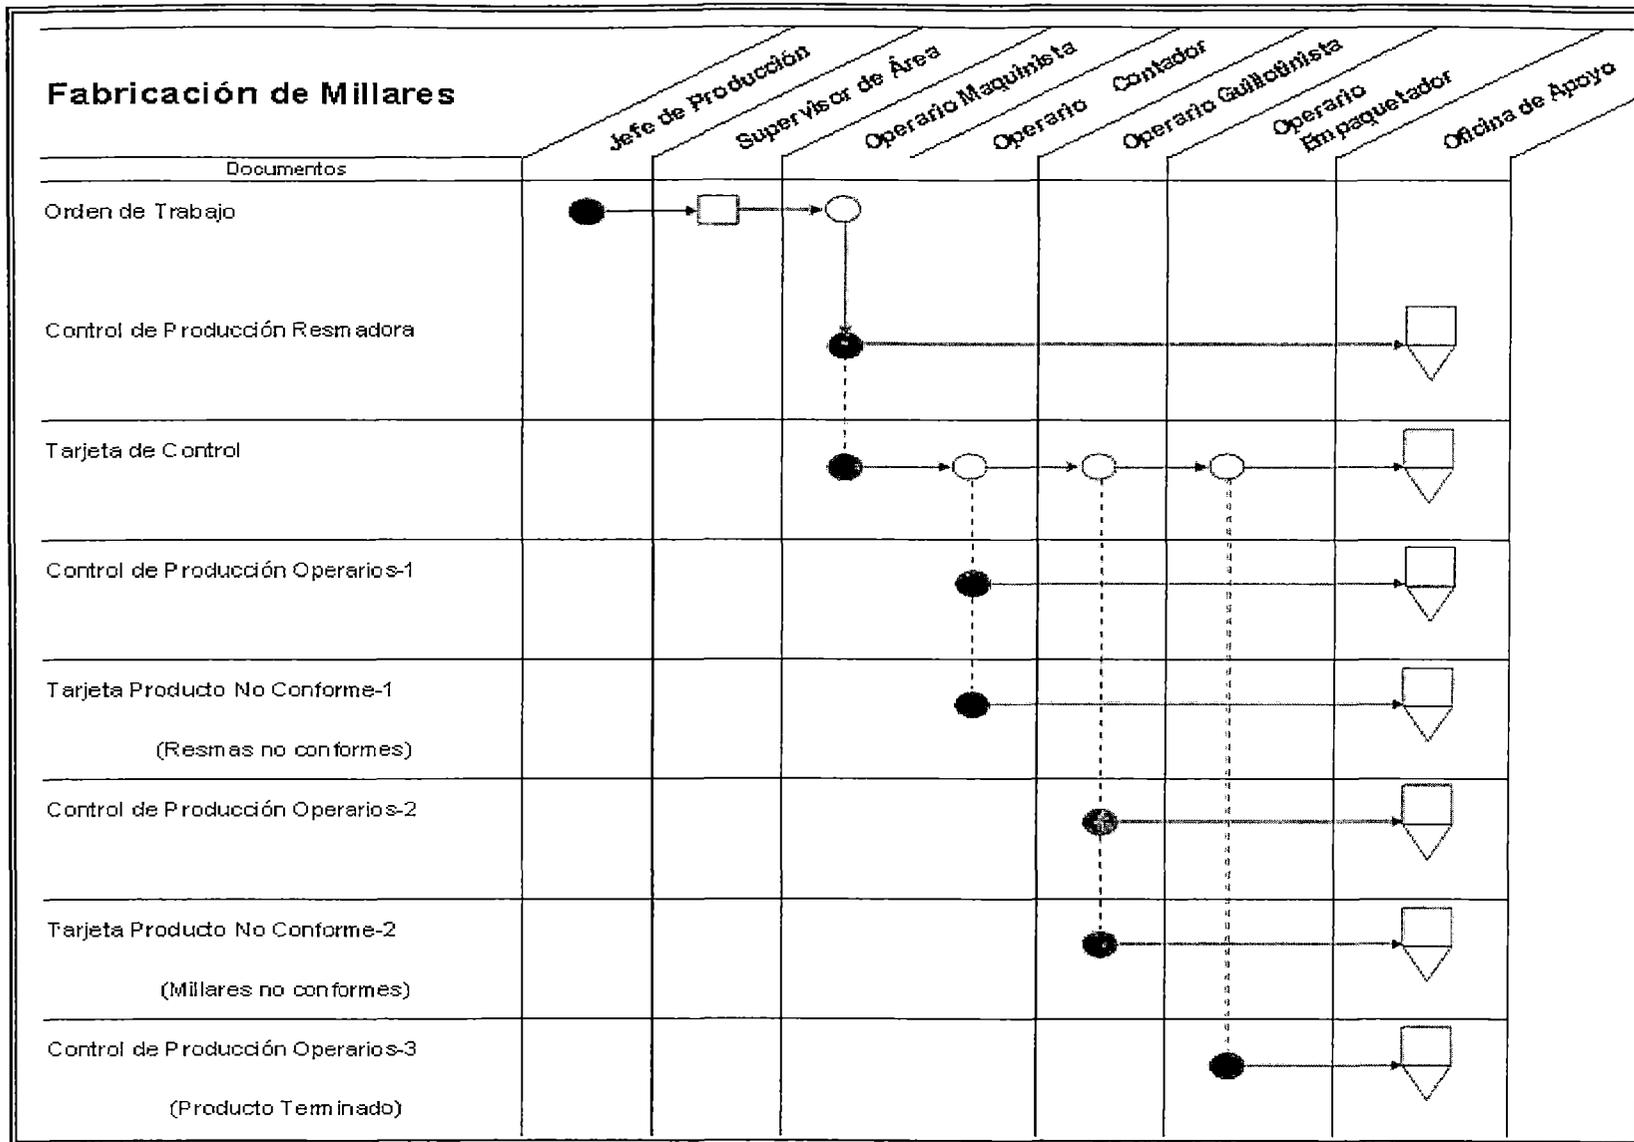 Fabricación de Millares
Jefe de Producción
Supervisor de Área
Operario Maquinista
Operario Contador
Operario Guillotinista
Operario
Empaquetador
Oficina de Apoyo
Documentos
Orden de Trabajo
Control de Producción Resmadora
Tarjeta de Control
Control de Producción Operarios-1
Tarjeta Producto No Conforme-1
(Resmas no conformes)
Control de Producción Operarios-2
Tarjeta Producto No Conforme-2
(Millares no conformes)
Control de Producción Operarios-3
(Producto Terminado)